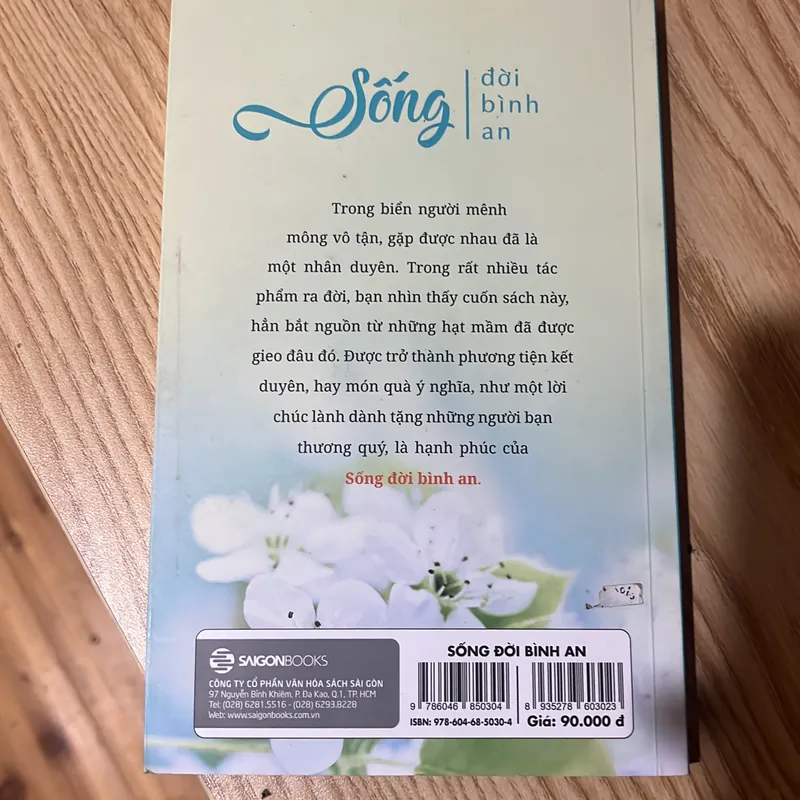 Sống
đời
bình
an
Trong biển người mênh
mông vô tận, gặp được nhau đã là
một nhân duyên. Trong rất nhiều tác
phẩm ra đời, bạn nhìn thấy cuốn sách này,
hẳn bắt nguồn từ những hạt mầm đã được
gieo đâu đó. Được trở thành phương tiện kết
duyên, hay món quà ý nghĩa, như một lời
chúc lành dành tặng những người bạn
thương quý, là hạnh phúc của
Sống đời bình an.
SAIGONBOOKS
CÔNG TY CỔ PHẦN VĂN HÓA SÁCH SÀI GÒN
97 Nguyễn Bỉnh Khiêm, P. Đa Kao, Q.1, TP. HCM
Tel: (028) 6281.5516 - (028) 6293.8228
Web: www.saigonbooks.com.vn
SỐNG ĐỜI BÌNH AN
9 786046 850304
8 935278 603023
ISBN: 978-604-68-5030-4
Giá: 90.000 đ